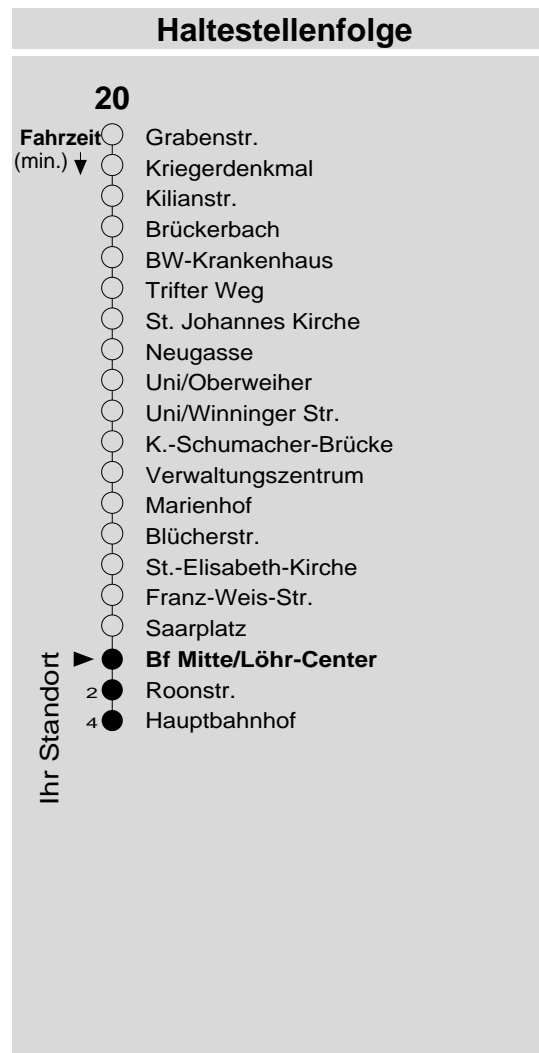 Haltestellenfolge
20
Fahrzeit Grabenstr.
(min.) Kriegerdenkmal
Kilianstr.
Brückerbach
BW-Krankenhaus
Trifter Weg
St. Johannes Kirche
Neugasse
Uni/Oberweiher
Uni/Winninger Str.
K.-Schumacher-Brücke
Verwaltungszentrum
Marienhof
Blücherstr.
St.-Elisabeth-Kirche
Franz-Weis-Str.
Saarplatz
Bf Mitte/Löhr-Center
2 Roonstr.
4 Hauptbahnhof
Ihr Standort